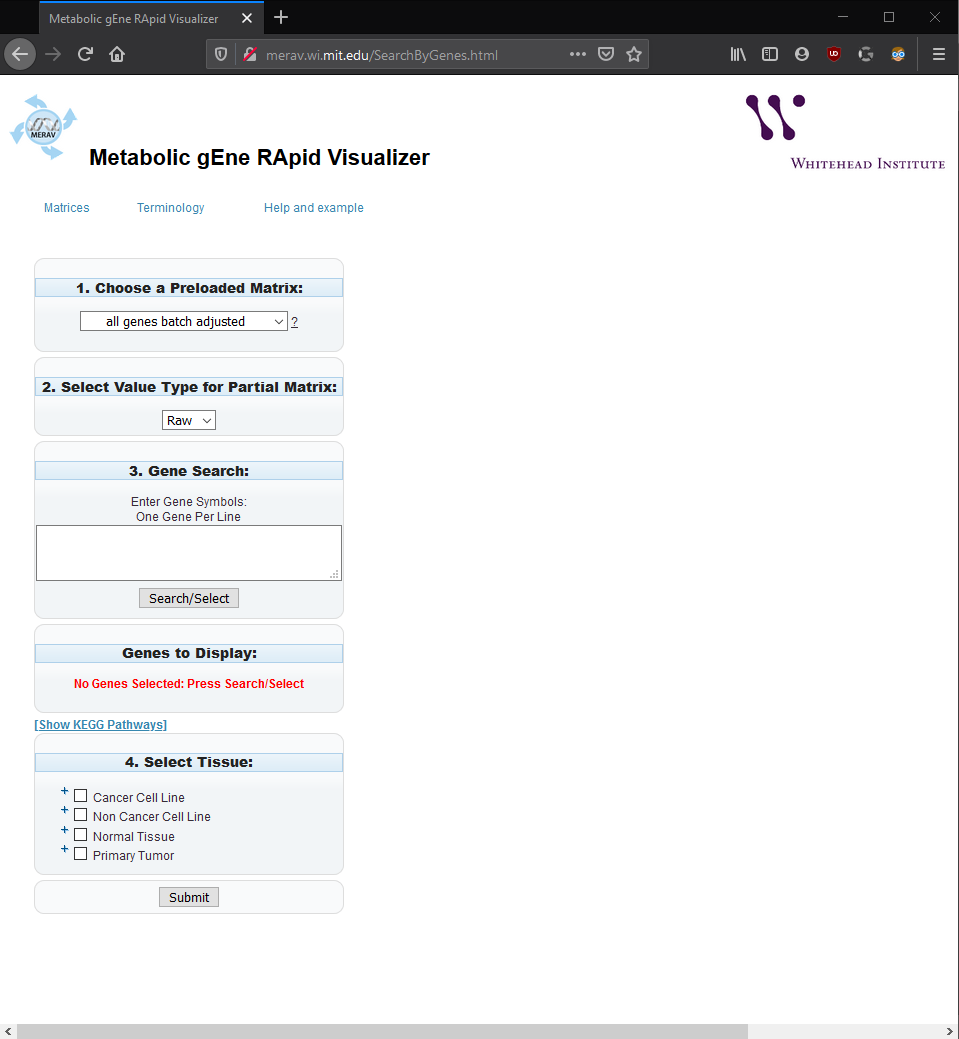 Metabolic gEne RApid Visualizer
merav.wi.mit.edu/SearchByGenes.html
UD
MERAV
Metabolic gEne RApid Visualizer
WHITEHEAD INSTITUTE
Matrices Terminology Help and example
1. Choose a Preloaded Matrix:
all genes batch adjusted ?
2. Select Value Type for Partial Matrix:
Raw
3. Gene Search:
Enter Gene Symbols:
One Gene Per Line
Search/Select
Genes to Display:
No Genes Selected: Press Search/Select
[Show KEGG Pathways]
4. Select Tissue:
+ Cancer Cell Line
+ Non Cancer Cell Line
+ Normal Tissue
+ Primary Tumor
Submit